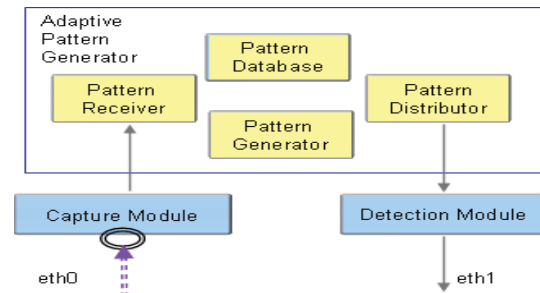 Adaptive
Pattern
Generator
Pattern
Database
Pattern
Receiver
Pattern
Distributor
Pattern
Generator
Capture Module
Detection Module
eth0
eth1